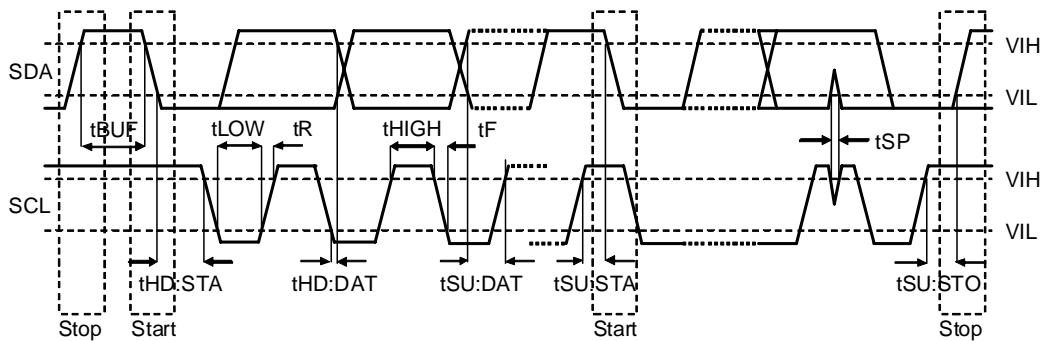 VIH
SDA
VIL
tBUF
tLOW
tR
tHIGH
tF
tSP
VIH
SCL
VIL
tHD:STA
tHD:DAT
tSU:DAT
tSU:STA
tSU:STO
Stop
Start
Start
Stop